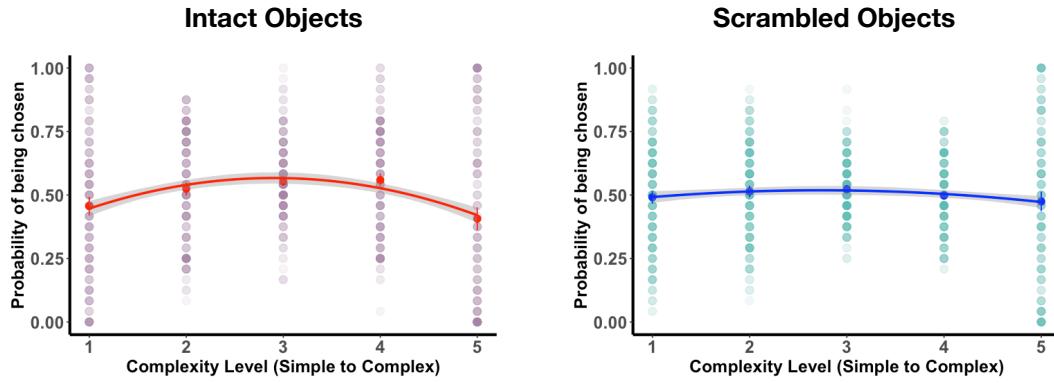 Intact Objects
Probability of being chosen
1.00
0.75
0.50
0.25
0.00
1 2 3 4 5
Complexity Level (Simple to Complex)
Scrambled Objects
Probability of being chosen
1.00
0.75
0.50
0.25
0.00
1 2 3 4 5
Complexity Level (Simple to Complex)